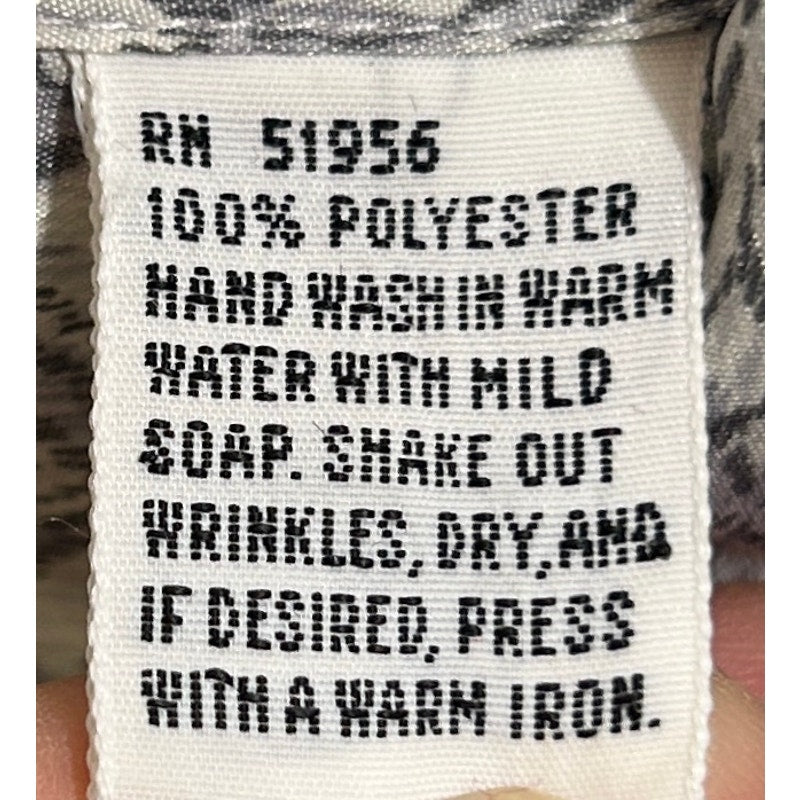 RN 51956
100% POLYESTER
HAND WASH IN WARM
WATER WITH MILD
SOAP. SHAKE OUT
WRINKLES, DRY, AND
IF DESIRED, PRESS
WITH A WARM IRON.